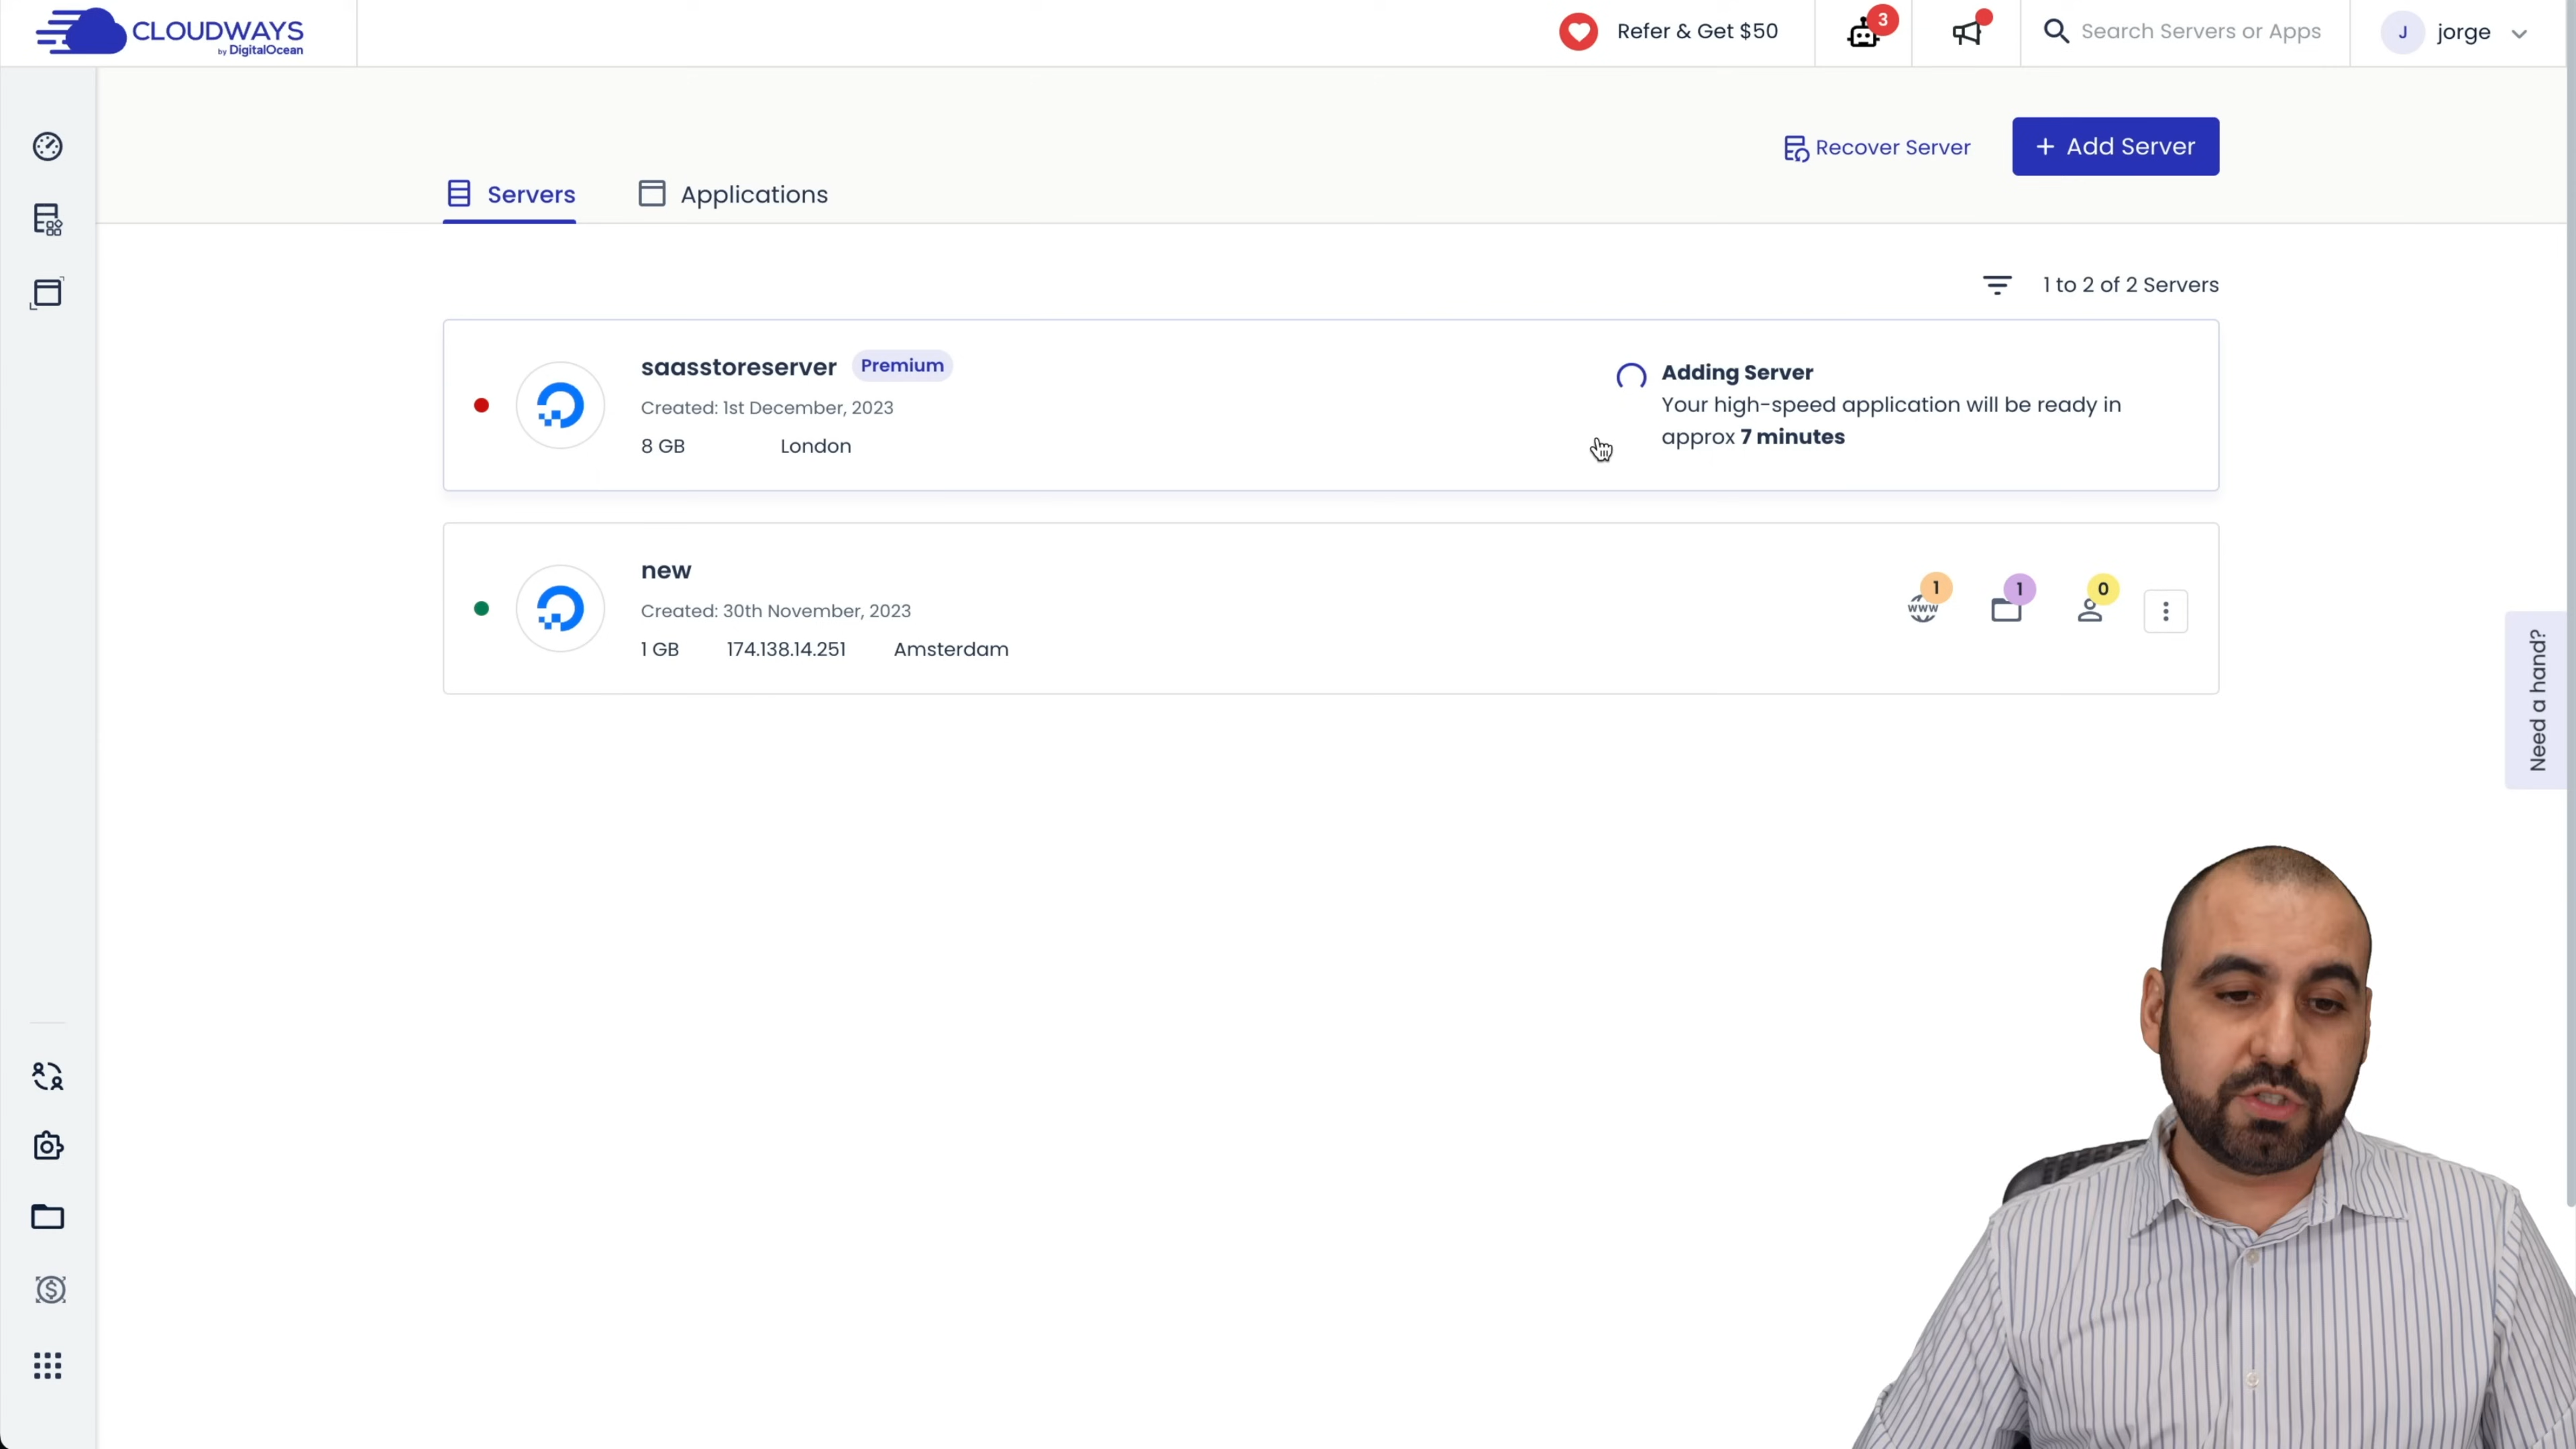 CLOUDWAYS
by DigitalOcean
Refer & Get $50
3
Search Servers or Apps
J
jorge
Recover Server
+ Add Server
Servers
Applications
1 to 2 of 2 Servers
saasstoreserver
Premium
Created: 1st December, 2023
8 GB
London
Adding Server
Your high-speed application will be ready in
approx 7 minutes
new
Created: 30th November, 2023
1 GB
174.138.14.251
Amsterdam
www
1
1
0
Need a hand?